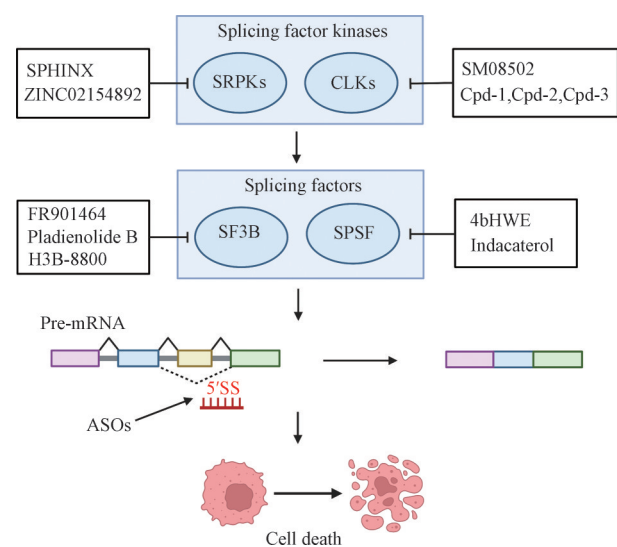 Splicing factor kinases
SPHINX
ZINC02154892
SRPKs
CLKs
SM08502
Cpd-1,Cpd-2,Cpd-3
Splicing factors
FR901464
Pladienolide B
H3B-8800
SF3B
SPSF
4bHWE
Indacaterol
Pre-mRNA
5′SS
ASOs
Cell death